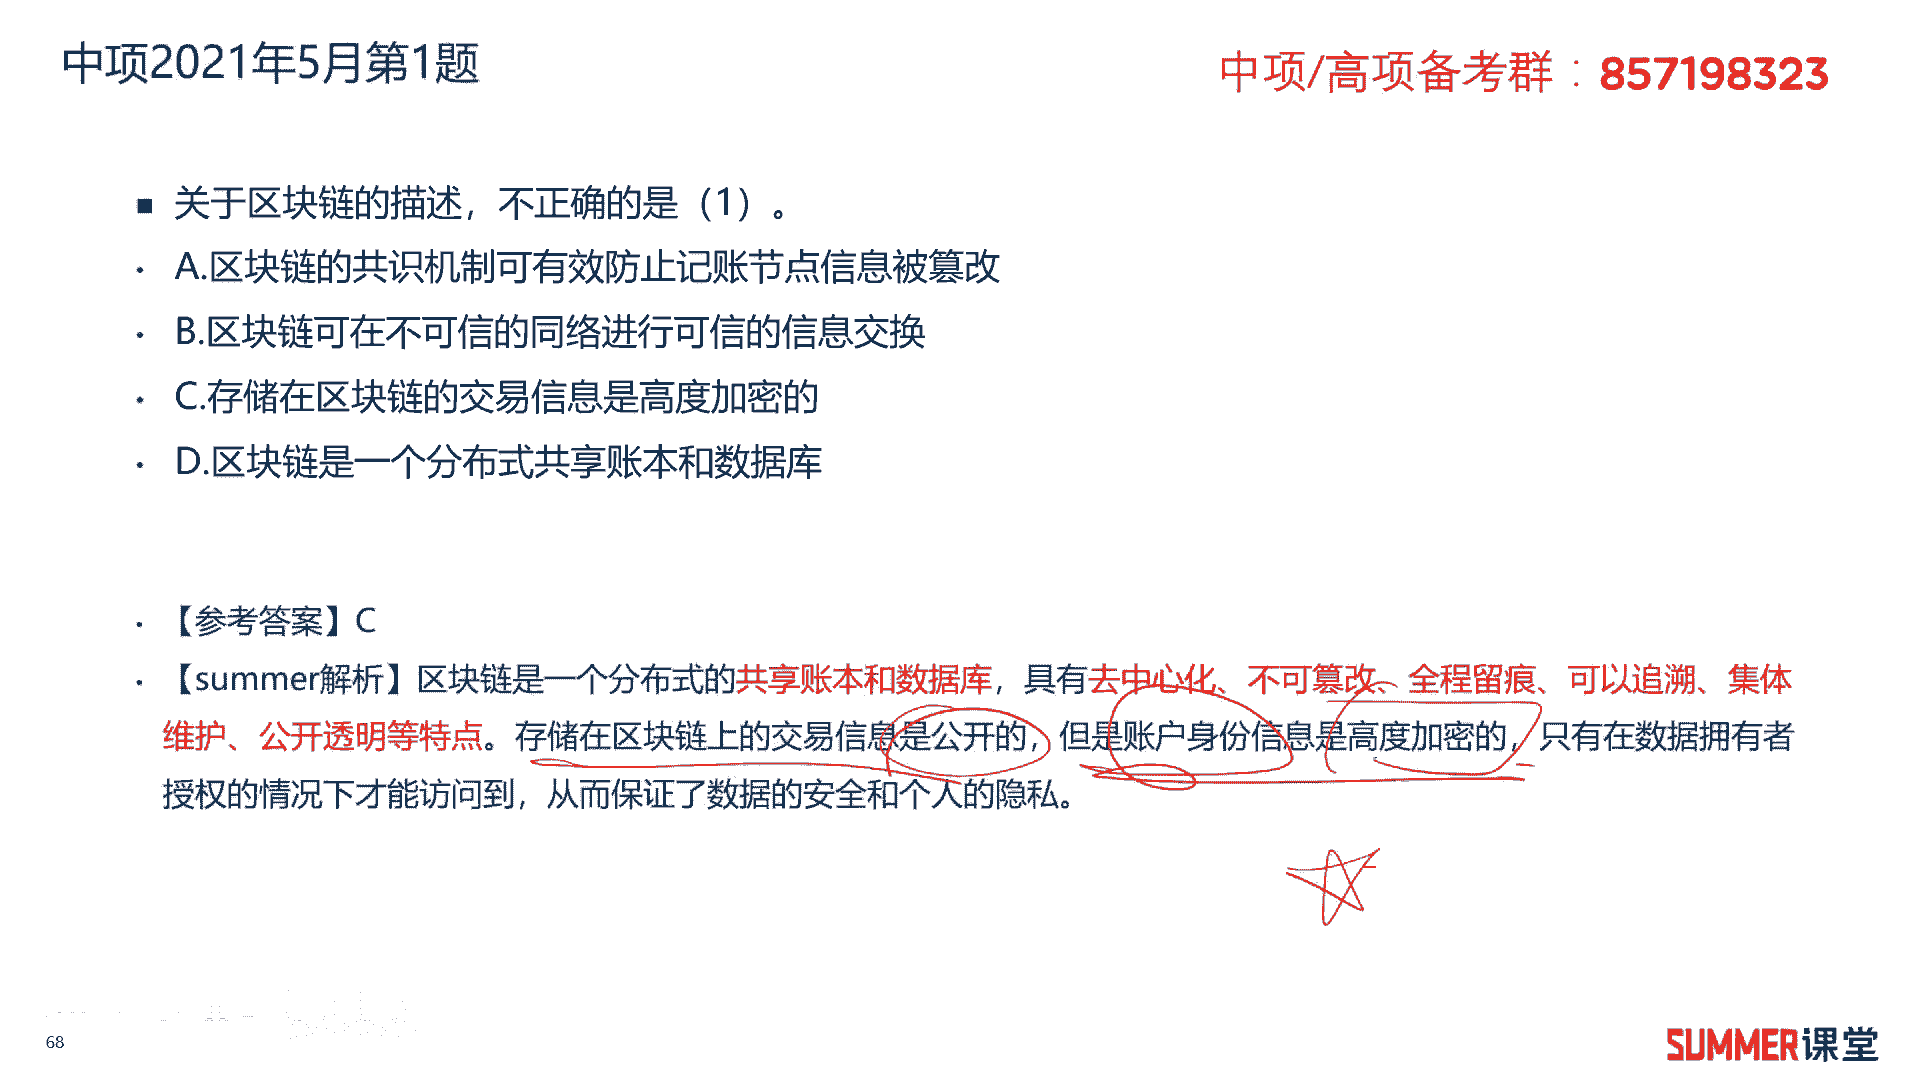 中项2021年5月第1题
中项/高项备考群：857198323
■ 关于区块链的描述，不正确的是（1）。
• A.区块链的共识机制可有效防止记账节点信息被篡改
• B.区块链可在不可信的网络进行可信的信息交换
• C.存储在区块链的交易信息是高度加密的
• D.区块链是一个分布式共享账本和数据库
• 【参考答案】C
• 【summer解析】区块链是一个分布式的共享账本和数据库，具有去中心化、不可篡改、全程留痕、可以追溯、集体
维护、公开透明等特点。存储在区块链上的交易信息是公开的，但是账户身份信息是高度加密的，只有在数据拥有者
授权的情况下才能访问到，从而保证了数据的安全和个人的隐私。
68
SUMMER课堂